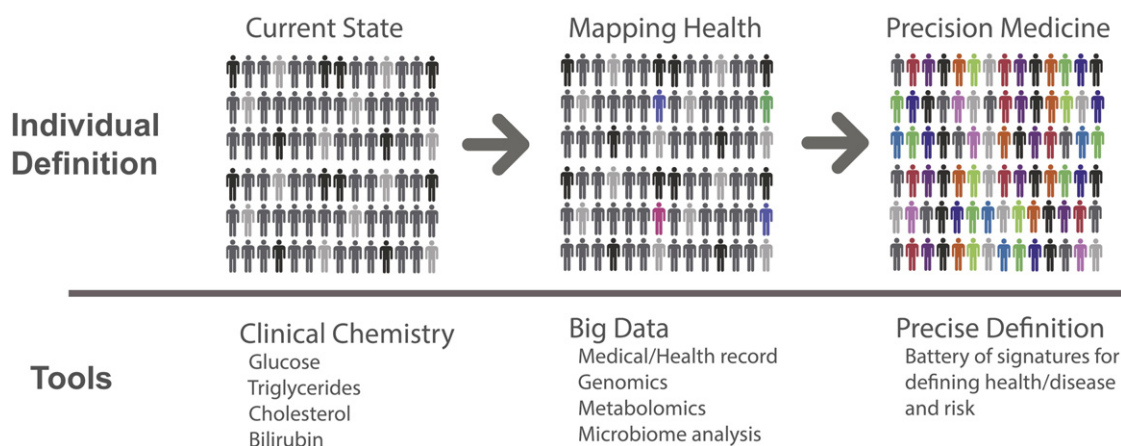 Current State
Mapping Health
Precision Medicine
Individual
Definition
Tools
Clinical Chemistry
Glucose
Triglycerides
Cholesterol
Bilirubin
Big Data
Medical/Health record
Genomics
Metabolomics
Microbiome analysis
Precise Definition
Battery of signatures for
defining health/disease
and risk